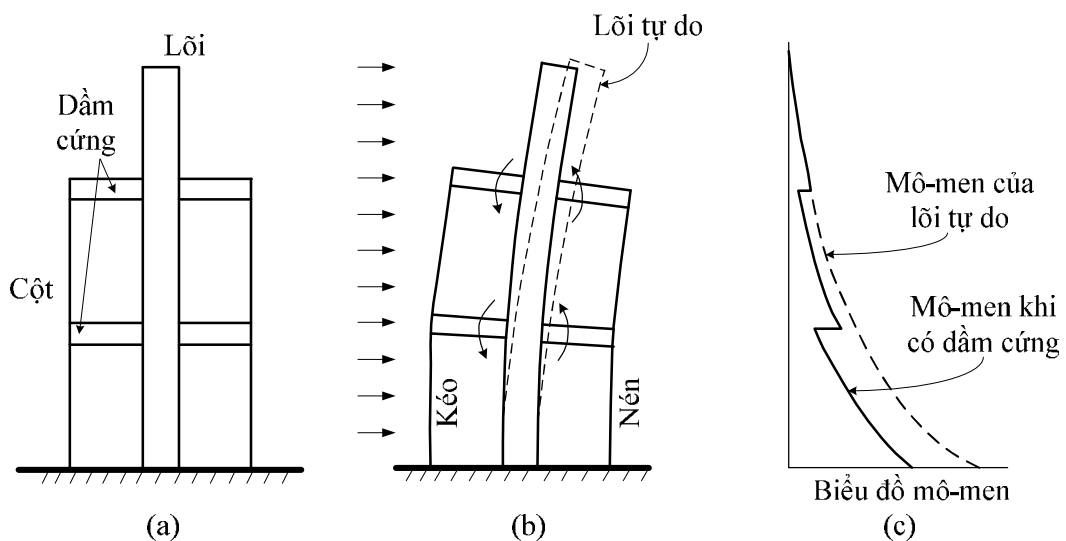 Lõi
Dầm
cứng
Cột
(a)
Lõi tự do
Kéo
Nén
(b)
Mô-men của
lõi tự do
Mô-men khi
có dầm cứng
Biểu đồ mô-men
(c)